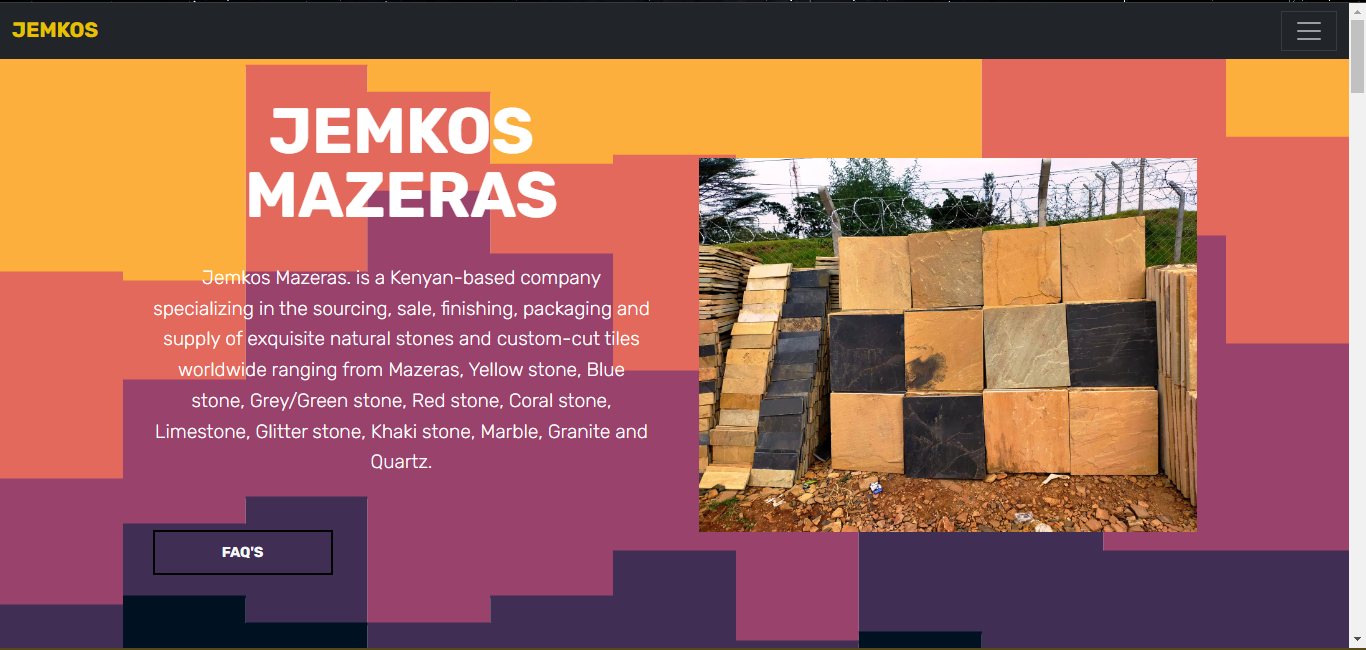 JEMKOS
JEMKOS
MAZERAS
Jemkos Mazeras. is a Kenyan-based company
specializing in the sourcing, sale, finishing, packaging and
supply of exquisite natural stones and custom-cut tiles
worldwide ranging from Mazeras, Yellow stone, Blue
stone, Grey/Green stone, Red stone, Coral stone,
Limestone, Glitter stone, Khaki stone, Marble, Granite and
Quartz.
FAQ'S